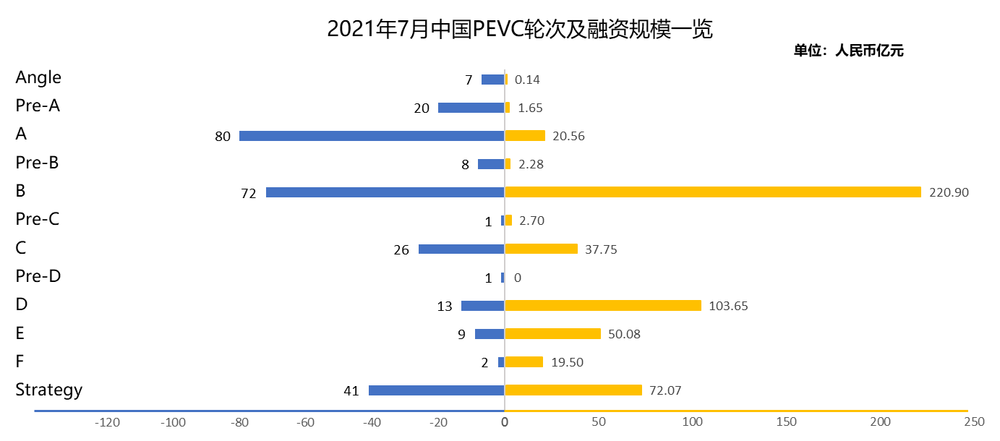 2021年7月中国PEVC轮次及融资规模一览
单位：人民币亿元
Angle 7 0.14
Pre-A 20 1.65
A 80 20.56
Pre-B 8 2.28
B 72 220.90
Pre-C 1 2.70
C 26 37.75
Pre-D 1 0
D 13 103.65
E 9 50.08
F 2 19.50
Strategy 41 72.07
-120 -100 -80 -60 -40 -20 0 50 100 150 200 250